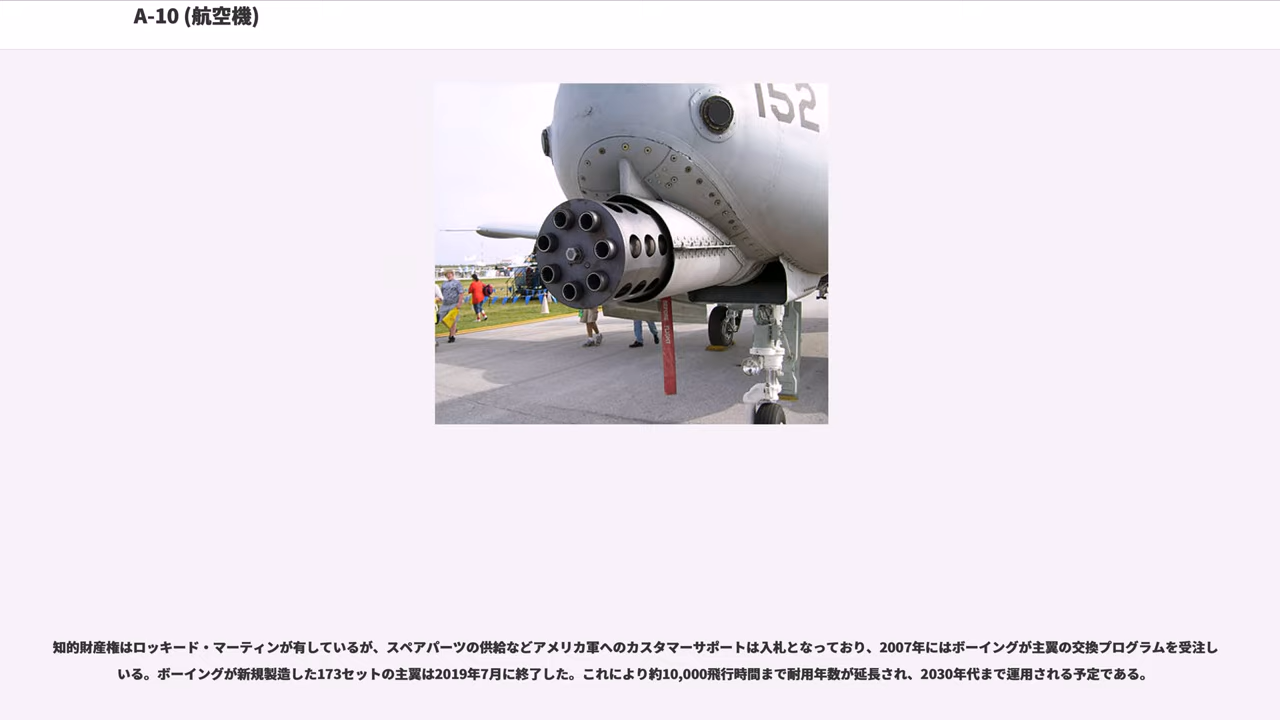 A-10 (航空機)
152
知的財産権はロッキード・マーティンが有しているが、スペアパーツの供給などアメリカ軍へのカスタマーサポートは入札となっており、2007年にはボーイングが主翼の交換プログラムを受注し
いる。ボーイングが新規製造した173セットの主翼は2019年7月に終了した。これにより約10,000飛行時間まで耐用年数が延長され、2030年代まで運用される予定である。